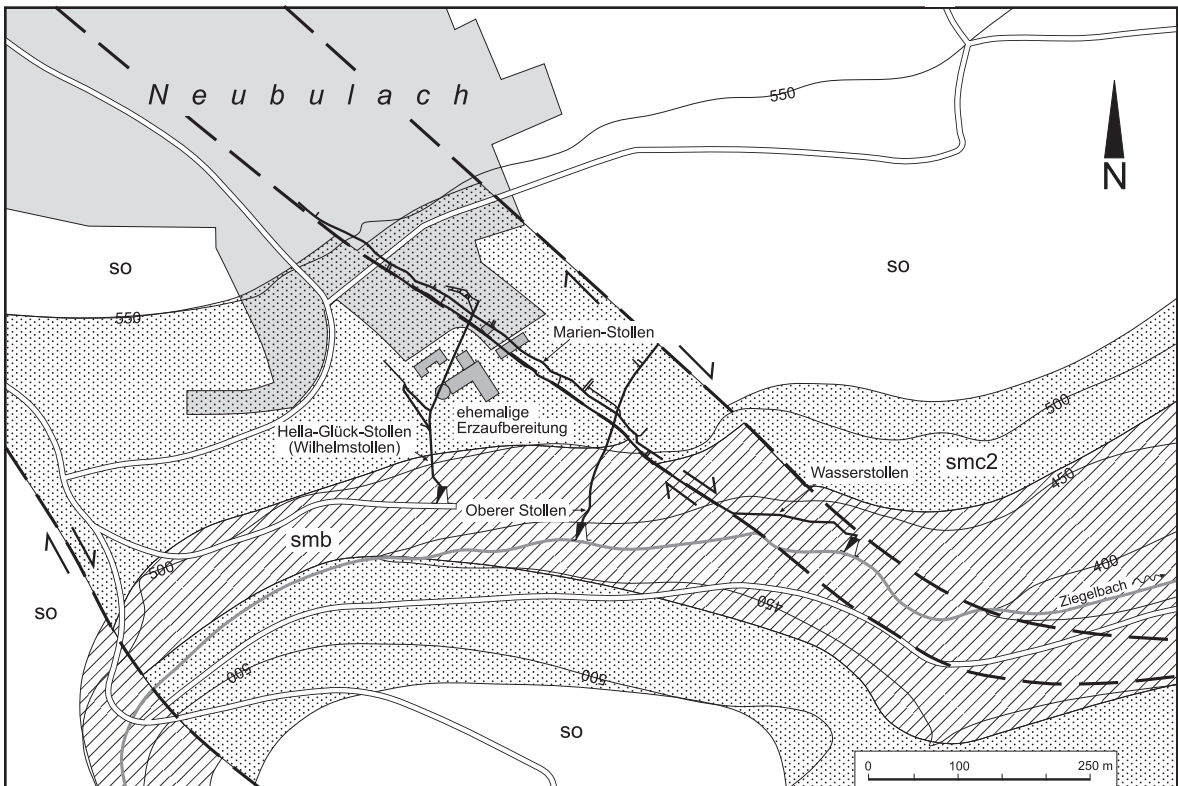 Neubulach
550
N
so
so
550
Marien-Stollen
ehemalige
Erzaufbereitung
Hella-Glück-Stollen
(Wilhelmstollen)
500
smc2
Wasserstollen
450
Oberer Stollen
smb
500
400
Ziegelbach
so
450
500
500
so
0 100 250 m